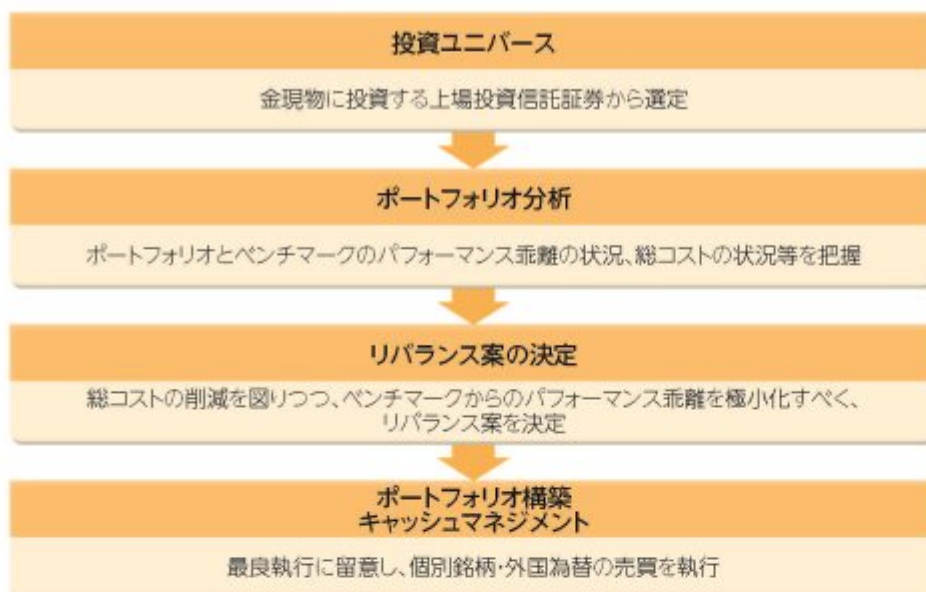 投資ユニバース
金現物に投資する上場投資信託証券から選定
ポートフォリオ分析
ポートフォリオとベンチマークのパフォーマンス乖離の状況、総コストの状況等を把握
リバランス案の決定
総コストの削減を図りつつ、ベンチマークからのパフォーマンス乖離を極小化すべく、
リバランス案を決定
ポートフォリオ構築
キャッシュマネジメント
最良執行に留意し、個別銘柄・外国為替の売買を執行